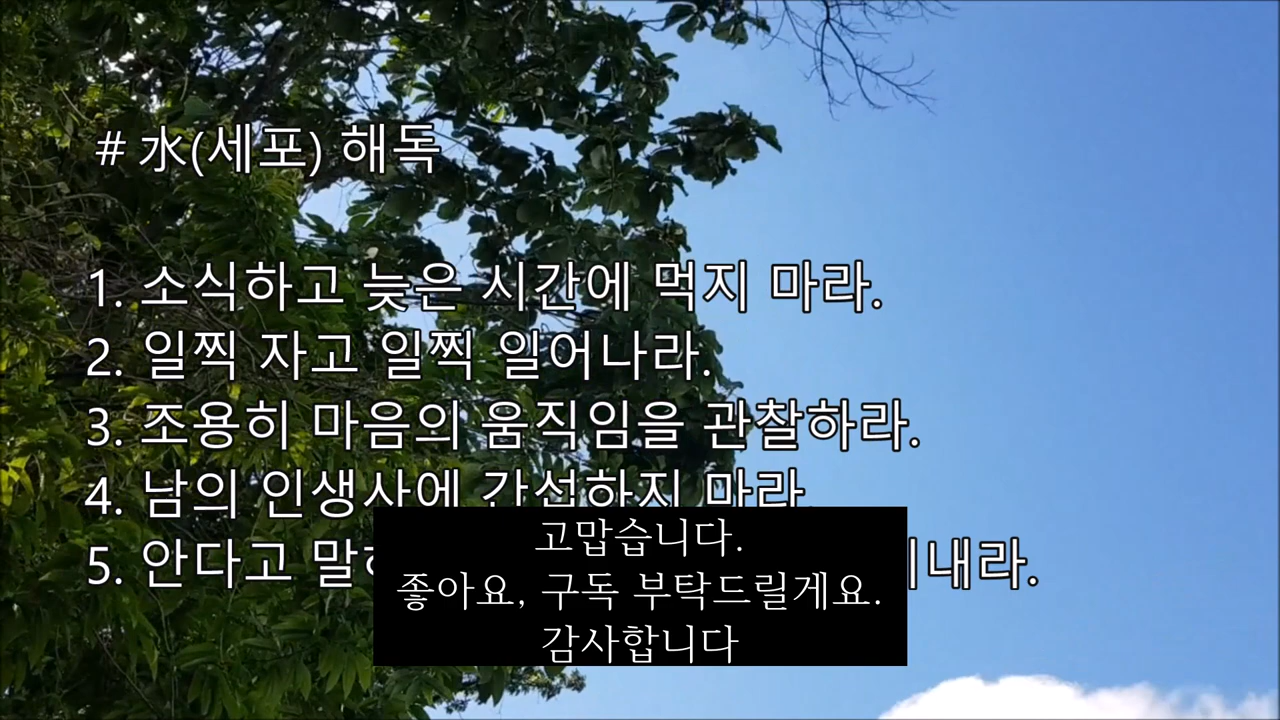 # 水(세포) 해독
1. 소식하고 늦은 시간에 먹지 마라.
2. 일찍 자고 일찍 일어나라.
3. 조용히 마음의 움직임을 관찰하라.
4. 남의 인생사에 간섭하지 마라.
5. 안다고
고맙습니다.
좋아요, 구독 부탁드릴게요.
감사합니다